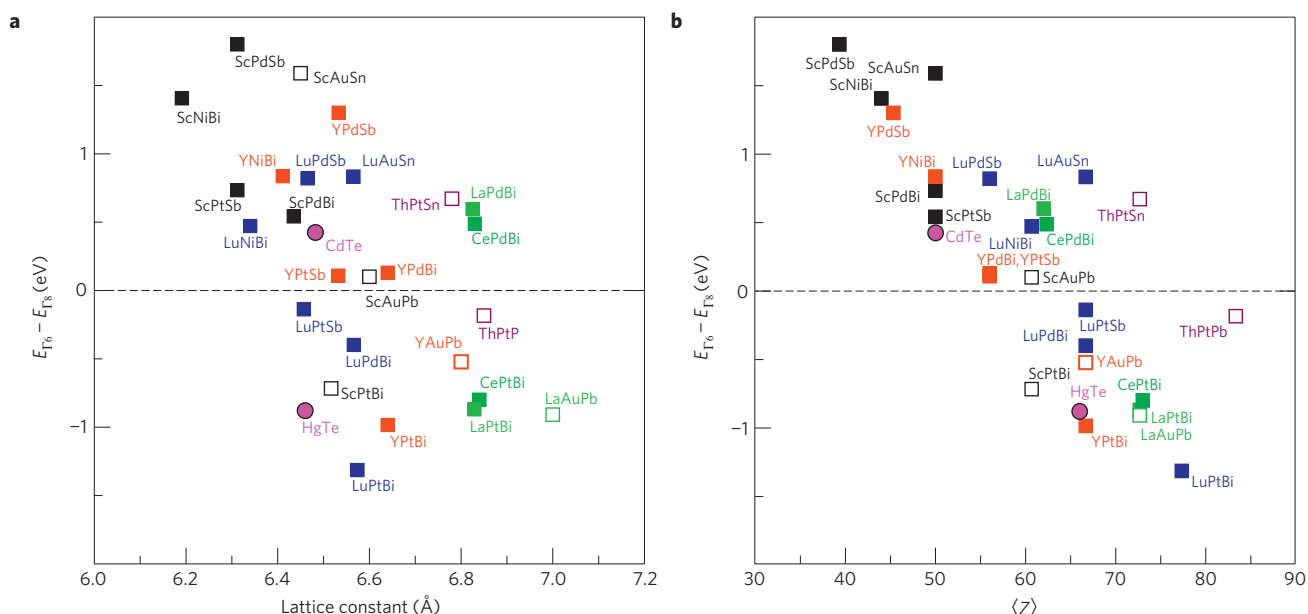 a
ScPdSb
ScAuSn
ScNiBi
YPdSb
YNiBi
LuPdSb
LuAuSn
ScPtSb
ScPdBi
ThPtSn
LaPdBi
LuNiBi
CdTe
CePdBi
YPtSb
YPdBi
ScAuPb
LuPtSb
ThPtP
LuPdBi
YAuPb
ScPtBi
CePtBi
LaAuPb
HgTe
LaPtBi
YPtBi
LuPtBi
1
0
−1
E Γ6 − E Γ8 (eV)
6.0 6.2 6.4 6.6 6.8 7.0 7.2
Lattice constant (Å)
b
ScPdSb
ScAuSn
ScNiBi
YPdSb
YNiBi
LuPdSb
LuAuSn
ScPdBi
LaPdBi
ThPtSn
ScPtSb
LuNiBi
CePdBi
CdTe
YPdBi,YPtSb
ScAuPb
LuPdBi
LuPtSb
ThPtPb
YAuPb
ScPtBi
HgTe
CePtBi
LaPtBi
YPtBi
LaAuPb
LuPtBi
1
0
−1
E Γ6 − E Γ8 (eV)
30 40 50 60 70 80 90
⟨Z⟩